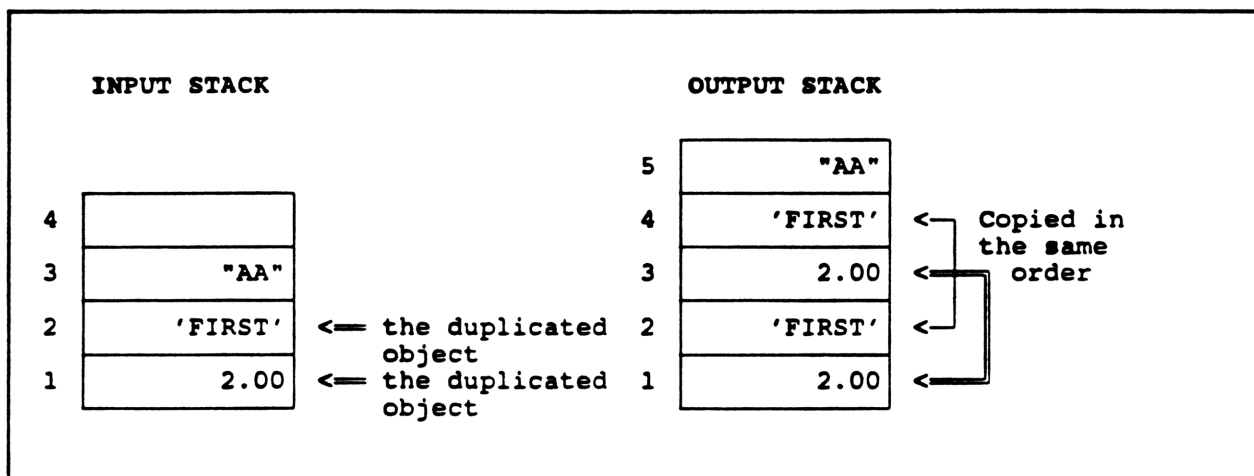 INPUT STACK
OUTPUT STACK
5 "AA"
4 'FIRST' <- Copied in
the same
3 2.00 <= order
2 'FIRST' <-
1 2.00 <=
4
3 "AA"
2 'FIRST' <= the duplicated
object
1 2.00 <= the duplicated
object